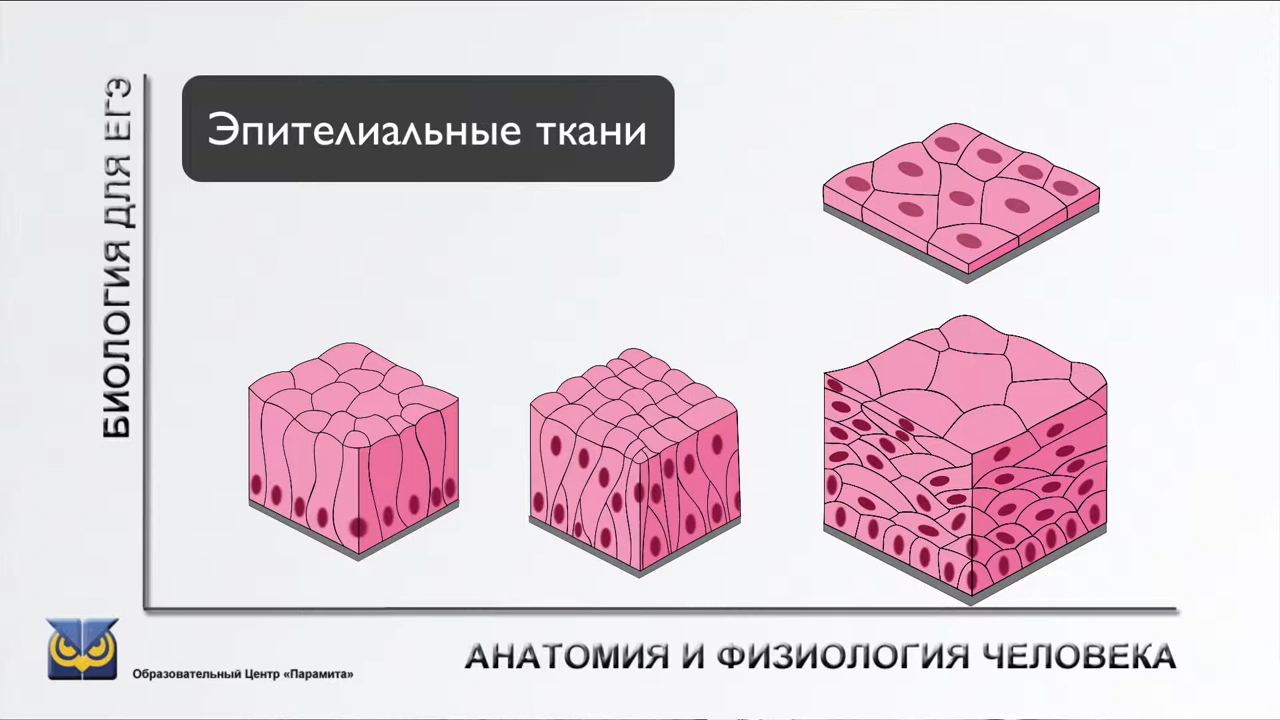 Эпителиальные ткани
БИОЛОГИЯ ДЛЯ ЕГЭ
Образовательный Центр «Парамита»
АНАТОМИЯ И ФИЗИОЛОГИЯ ЧЕЛОВЕКА